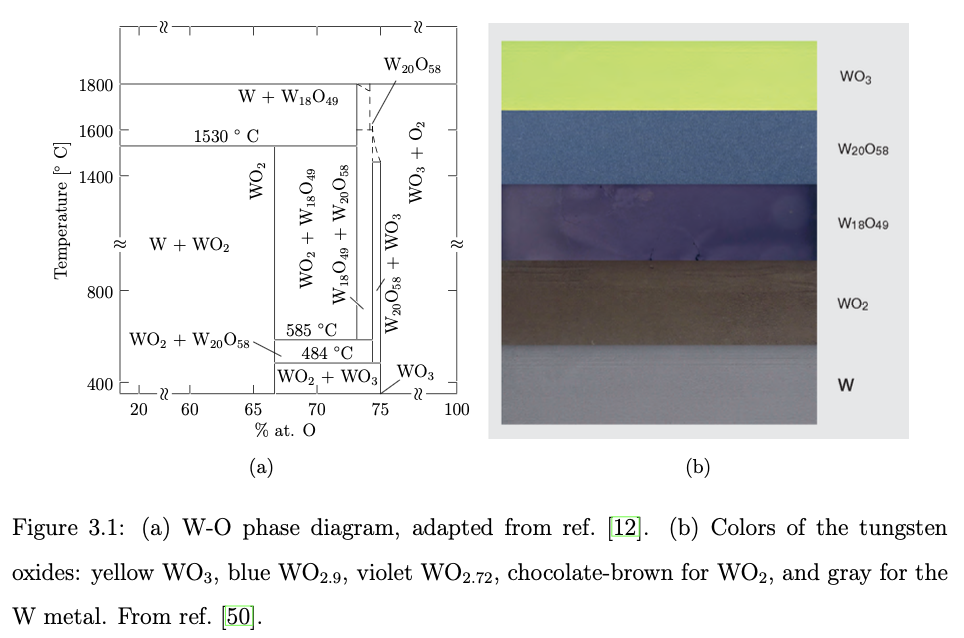 W₂₀O₅₈
1800
W + W₁₈O₄₉
1600
1530 ° C
1400
WO₂
WO₂ + W₁₈O₄₉
W₁₈O₄₉ + W₂₀O₅₈
WO₃ + O₂
W₂₀O₅₈ + WO₃
Temperature [° C]
W + WO₂
800
585 °C
WO₂ + W₂₀O₅₈
484 °C
WO₂ + WO₃
WO₃
400
20 60 65 70 75 100
% at. O
(a)
WO₃
W₂₀O₅₈
W₁₈O₄₉
WO₂
W
(b)
Figure 3.1: (a) W-O phase diagram, adapted from ref. [12]. (b) Colors of the tungsten
oxides: yellow WO₃, blue WO₂.₉, violet WO₂.₇₂, chocolate-brown for WO₂, and gray for the
W metal. From ref. [50].